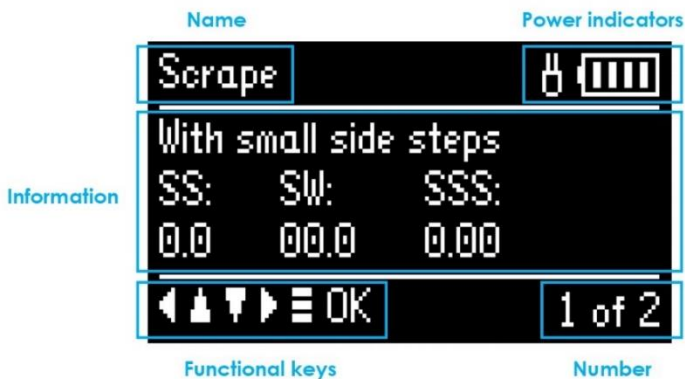 Name
Power indicators
Scrape
With small side steps
Information
SS: SW: SSS:
0.0 00.0 0.00
OK
1 of 2
Functional keys
Number